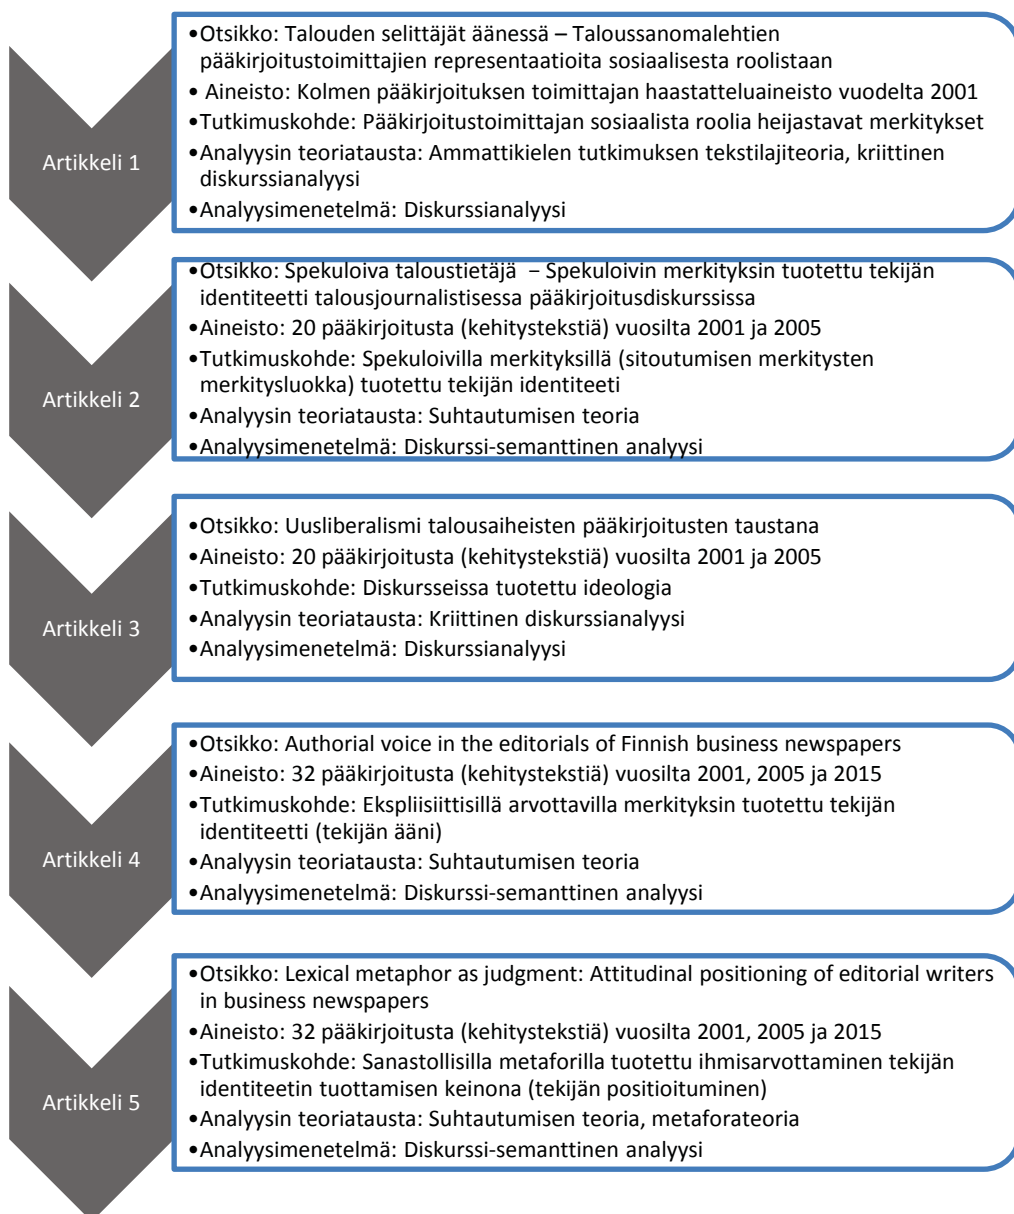 •Otsikko: Talouden selittäjät äänessä – Taloussanomalehtien
pääkirjoitustoimittajien representaatioita sosiaalisesta roolistaan
• Aineisto: Kolmen pääkirjoituksen toimittajan haastatteluaineisto vuodelta 2001
•Tutkimuskohde: Pääkirjoitustoimittajan sosiaalista roolia heijastavat merkitykset
•Analyysin teoriatausta: Ammattikielen tutkimuksen tekstilajiteoria, kriittinen
diskurssianalyysi
•Analyysimenetelmä: Diskurssianalyysi
Artikkeli 1
•Otsikko: Spekuloiva taloustietäjä – Spekuloivin merkityksin tuotettu tekijän
identiteetti talousjournalistisessa pääkirjoitusdiskurssissa
•Aineisto: 20 pääkirjoitusta (kehitystekstiä) vuosilta 2001 ja 2005
•Tutkimuskohde: Spekuloivilla merkityksillä (sitoutumisen merkitysten
merkitysluokka) tuotettu tekijän identiteeti
•Analyysin teoriatausta: Suhtautumisen teoria
•Analyysimenetelmä: Diskurssi-semanttinen analyysi
Artikkeli 2
•Otsikko: Uusliberalismi talousaiheisten pääkirjoitusten taustana
•Aineisto: 20 pääkirjoitusta (kehitystekstiä) vuosilta 2001 ja 2005
•Tutkimuskohde: Diskursseissa tuotettu ideologia
•Analyysin teoriatausta: Kriittinen diskurssianalyysi
•Analyysimenetelmä: Diskurssianalyysi
Artikkeli 3
•Otsikko: Authorial voice in the editorials of Finnish business newspapers
•Aineisto: 32 pääkirjoitusta (kehitystekstiä) vuosilta 2001, 2005 ja 2015
•Tutkimuskohde: Ekspliisiittisillä arvottavilla merkityksin tuotettu tekijän
identiteetti (tekijän ääni)
•Analyysin teoriatausta: Suhtautumisen teoria
•Analyysimenetelmä: Diskurssi-semanttinen analyysi
Artikkeli 4
•Otsikko: Lexical metaphor as judgment: Attitudinal positioning of editorial writers
in business newspapers
•Aineisto: 32 pääkirjoitusta (kehitystekstiä) vuosilta 2001, 2005 ja 2015
•Tutkimuskohde: Sanastollisilla metaforilla tuotettu ihmisarvottaminen tekijän
identiteetin tuottamisen keinona (tekijän positioituminen)
•Analyysin teoriatausta: Suhtautumisen teoria, metaforateoria
•Analyysimenetelmä: Diskurssi-semanttinen analyysi
Artikkeli 5